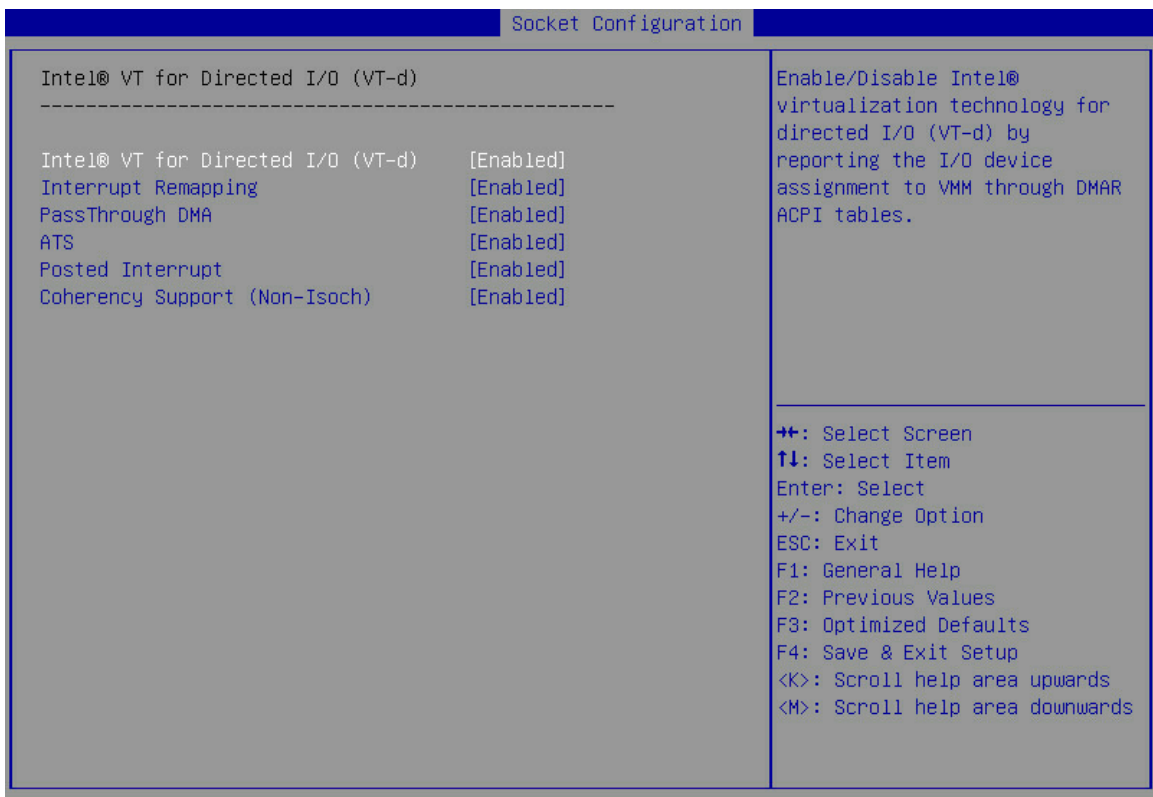 Socket Configuration
Intel® VT for Directed I/O (VT-d)
--------------------------------------------------
Intel® VT for Directed I/O (VT-d) [Enabled]
Interrupt Remapping [Enabled]
PassThrough DMA [Enabled]
ATS [Enabled]
Posted Interrupt [Enabled]
Coherency Support (Non-Isoch) [Enabled]
Enable/Disable Intel®
virtualization technology for
directed I/O (VT-d) by
reporting the I/O device
assignment to VMM through DMAR
ACPI tables.
→←: Select Screen
↑↓: Select Item
Enter: Select
+/-: Change Option
ESC: Exit
F1: General Help
F2: Previous Values
F3: Optimized Defaults
F4: Save & Exit Setup
<K>: Scroll help area upwards
<M>: Scroll help area downwards